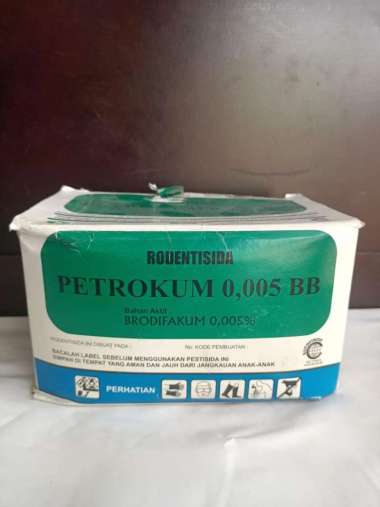 RODENTISIDA
PETROKUM 0,005 BB
Bahan Aktif
BRODIFAKUM 0,005%
RODENTISIDA INI DIBUAT PADA :
No. KODE PEMBUATAN :
BACALAH LABEL SEBELUM MENGGUNAKAN PESTISIDA INI
SIMPAN DI TEMPAT YANG AMAN DAN JAUH DARI JANGKAUAN ANAK-ANAK
PERHATIAN